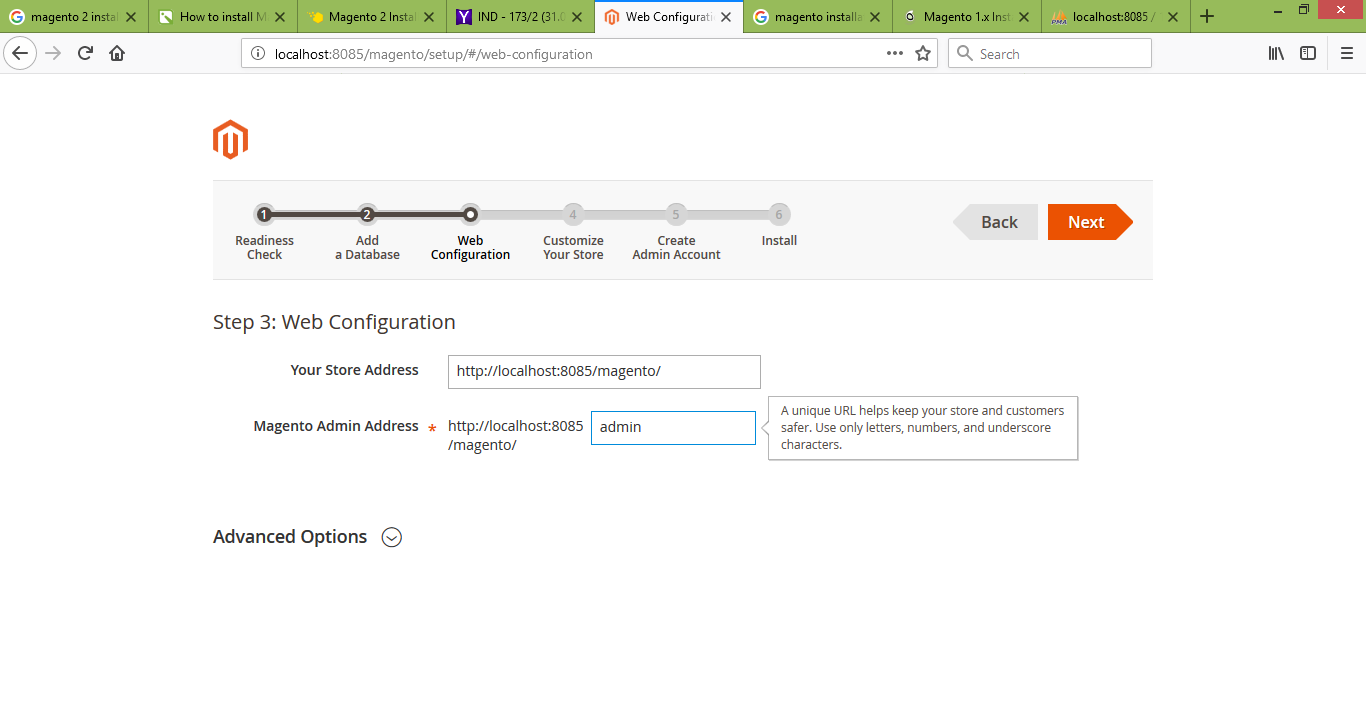 magento 2 instal
How to install M
Magento 2 Instal
IND - 173/2 (31.0
Web Configurati
magento installa
Magento 1.x Inst
localhost:8085 /
localhost:8085/magento/setup/#/web-configuration
Search
1
2
4
5
6
Readiness
Check
Add
a Database
Web
Configuration
Customize
Your Store
Create
Admin Account
Install
Back
Next
Step 3: Web Configuration
Your Store Address
http://localhost:8085/magento/
Magento Admin Address *
http://localhost:8085
/magento/
admin
A unique URL helps keep your store and customers
safer. Use only letters, numbers, and underscore
characters.
Advanced Options